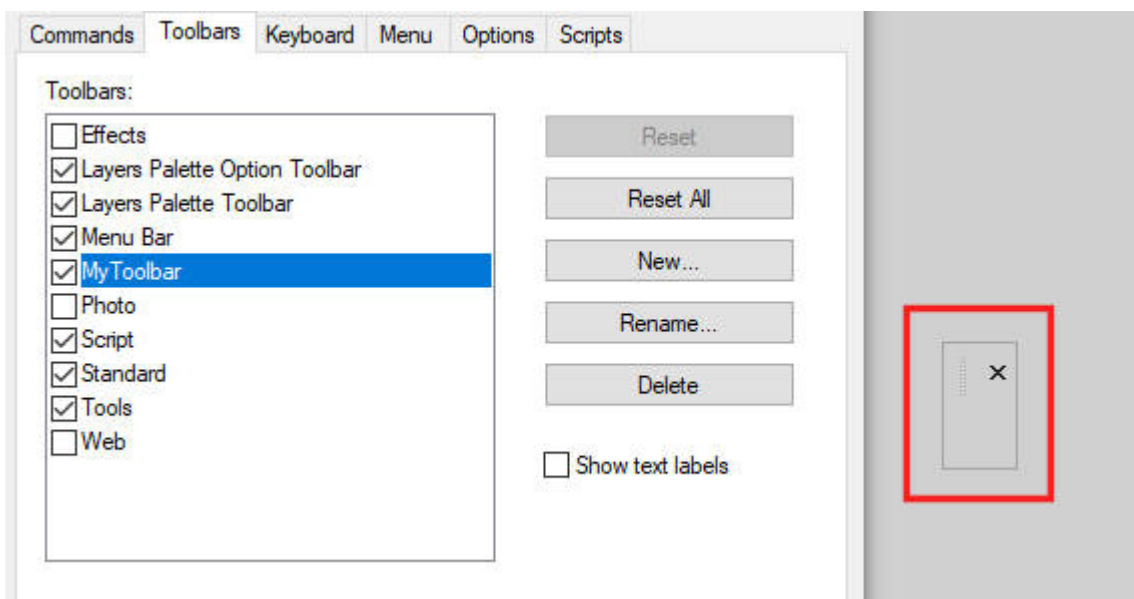 Commands Toolbars Keyboard Menu Options Scripts
Toolbars:
Effects
Layers Palette Option Toolbar
Layers Palette Toolbar
Menu Bar
MyToolbar
Photo
Script
Standard
Tools
Web
Reset
Reset All
New...
Rename...
Delete
Show text labels